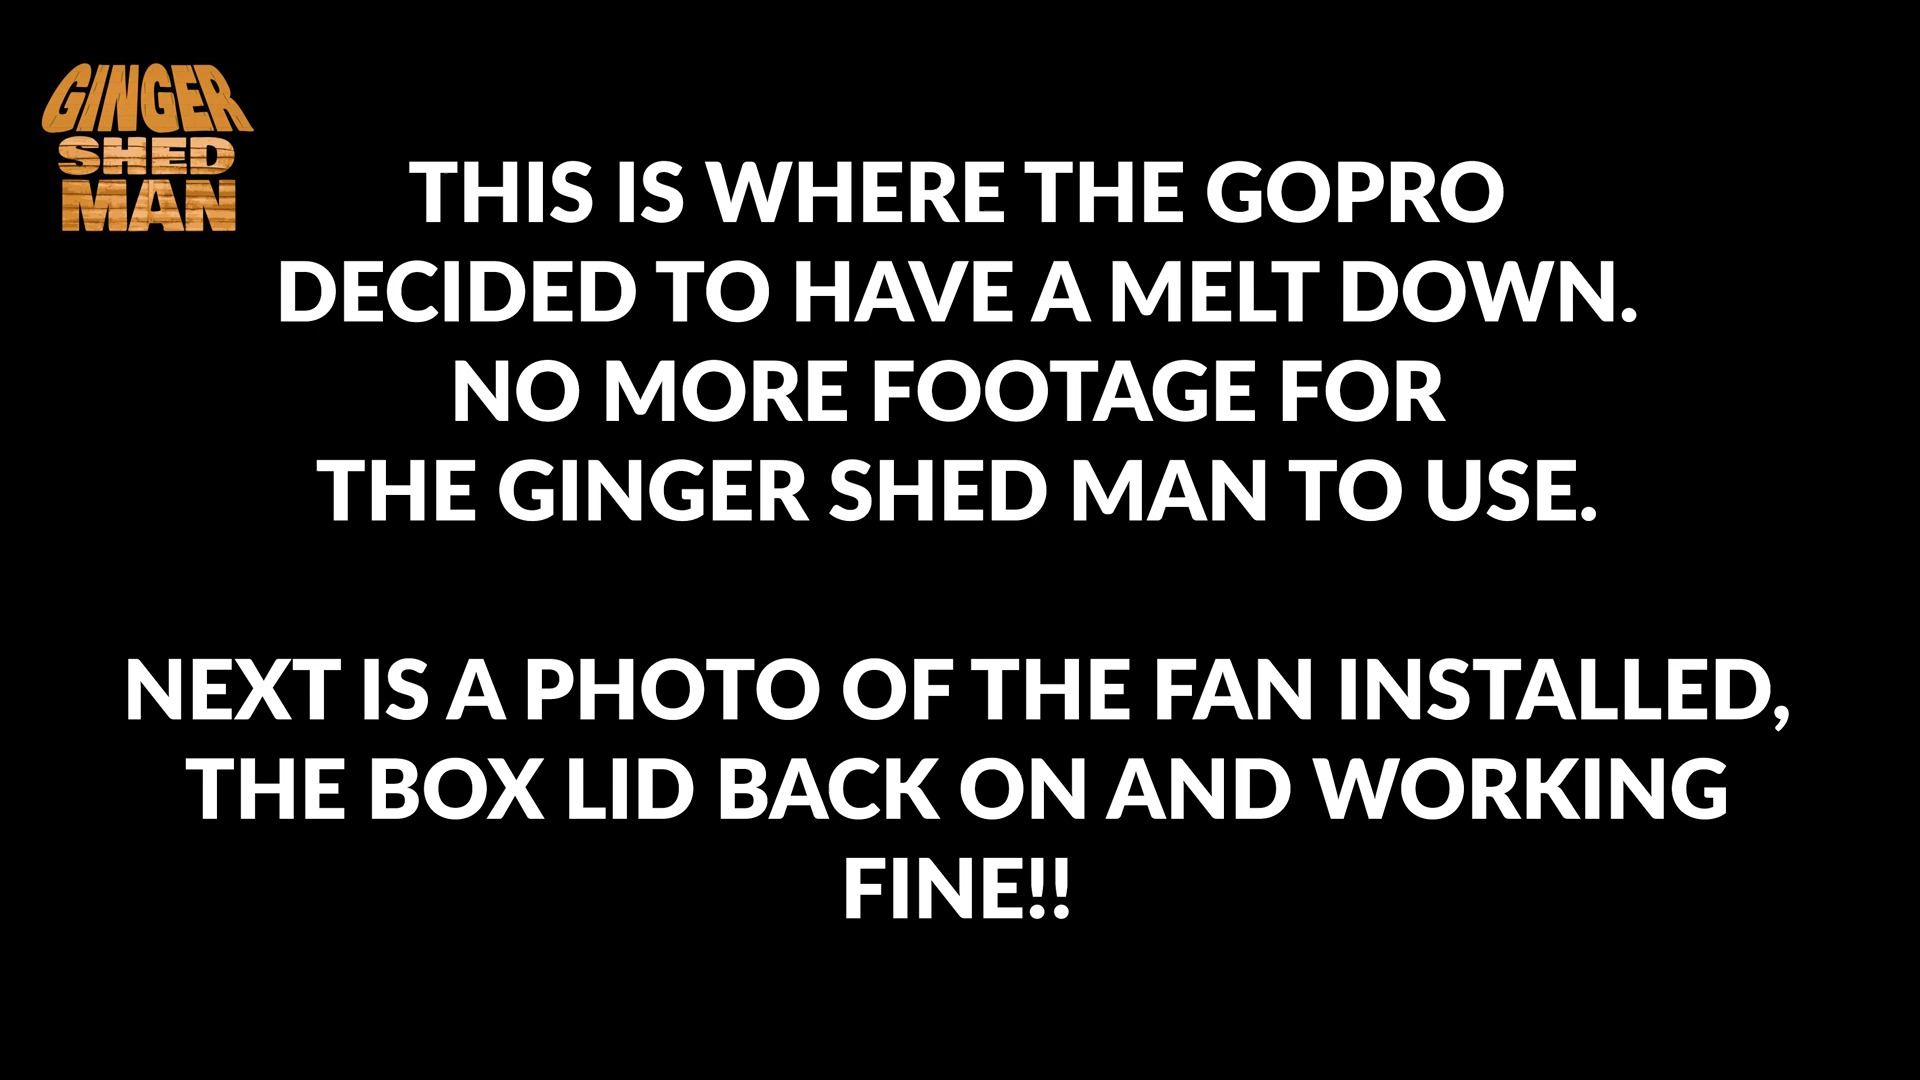 GINGER
SHED
MAN
THIS IS WHERE THE GOPRO
DECIDED TO HAVE A MELT DOWN.
NO MORE FOOTAGE FOR
THE GINGER SHED MAN TO USE.
NEXT IS A PHOTO OF THE FAN INSTALLED,
THE BOX LID BACK ON AND WORKING
FINE!!